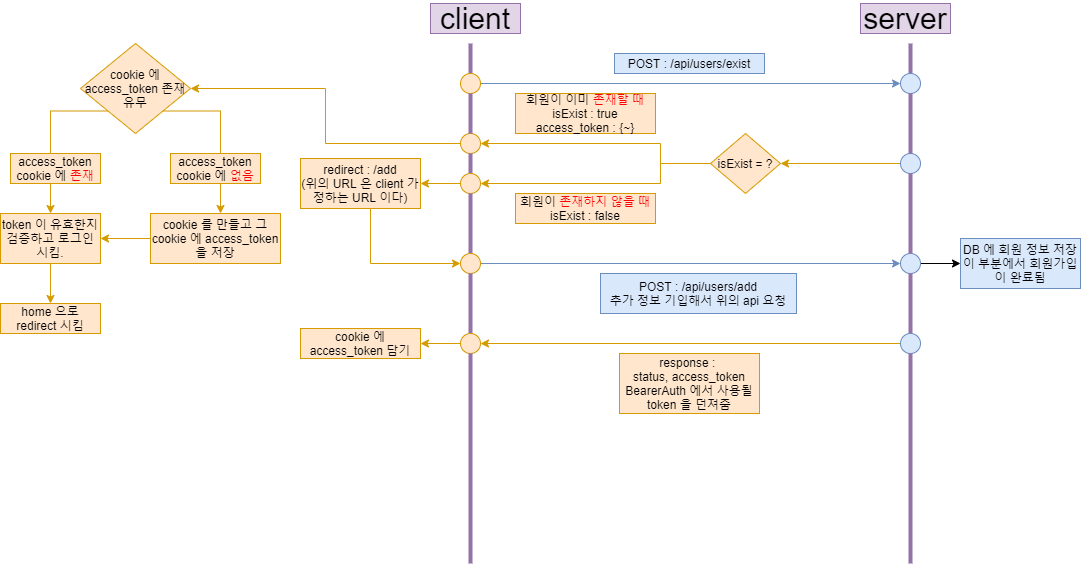 client
server
POST : /api/users/exist
cookie 에
access_token 존재
유무
회원이 이미 존재할 때
isExist : true
access_token : {~}
isExist = ?
access_token
cookie 에 존재
access_token
cookie 에 없음
redirect : /add
(위의 URL 은 client 가
정하는 URL 이다)
회원이 존재하지 않을 때
isExist : false
token 이 유효한지
검증하고 로그인
시킴.
cookie 를 만들고 그
cookie 에 access_token
을 저장
DB 에 회원 정보 저장
이 부분에서 회원가입
이 완료됨
POST : /api/users/add
추가 정보 기입해서 위의 api 요청
home 으로
redirect 시킴
cookie 에
access_token 담기
response :
status, access_token
BearerAuth 에서 사용될
token 을 던져줌